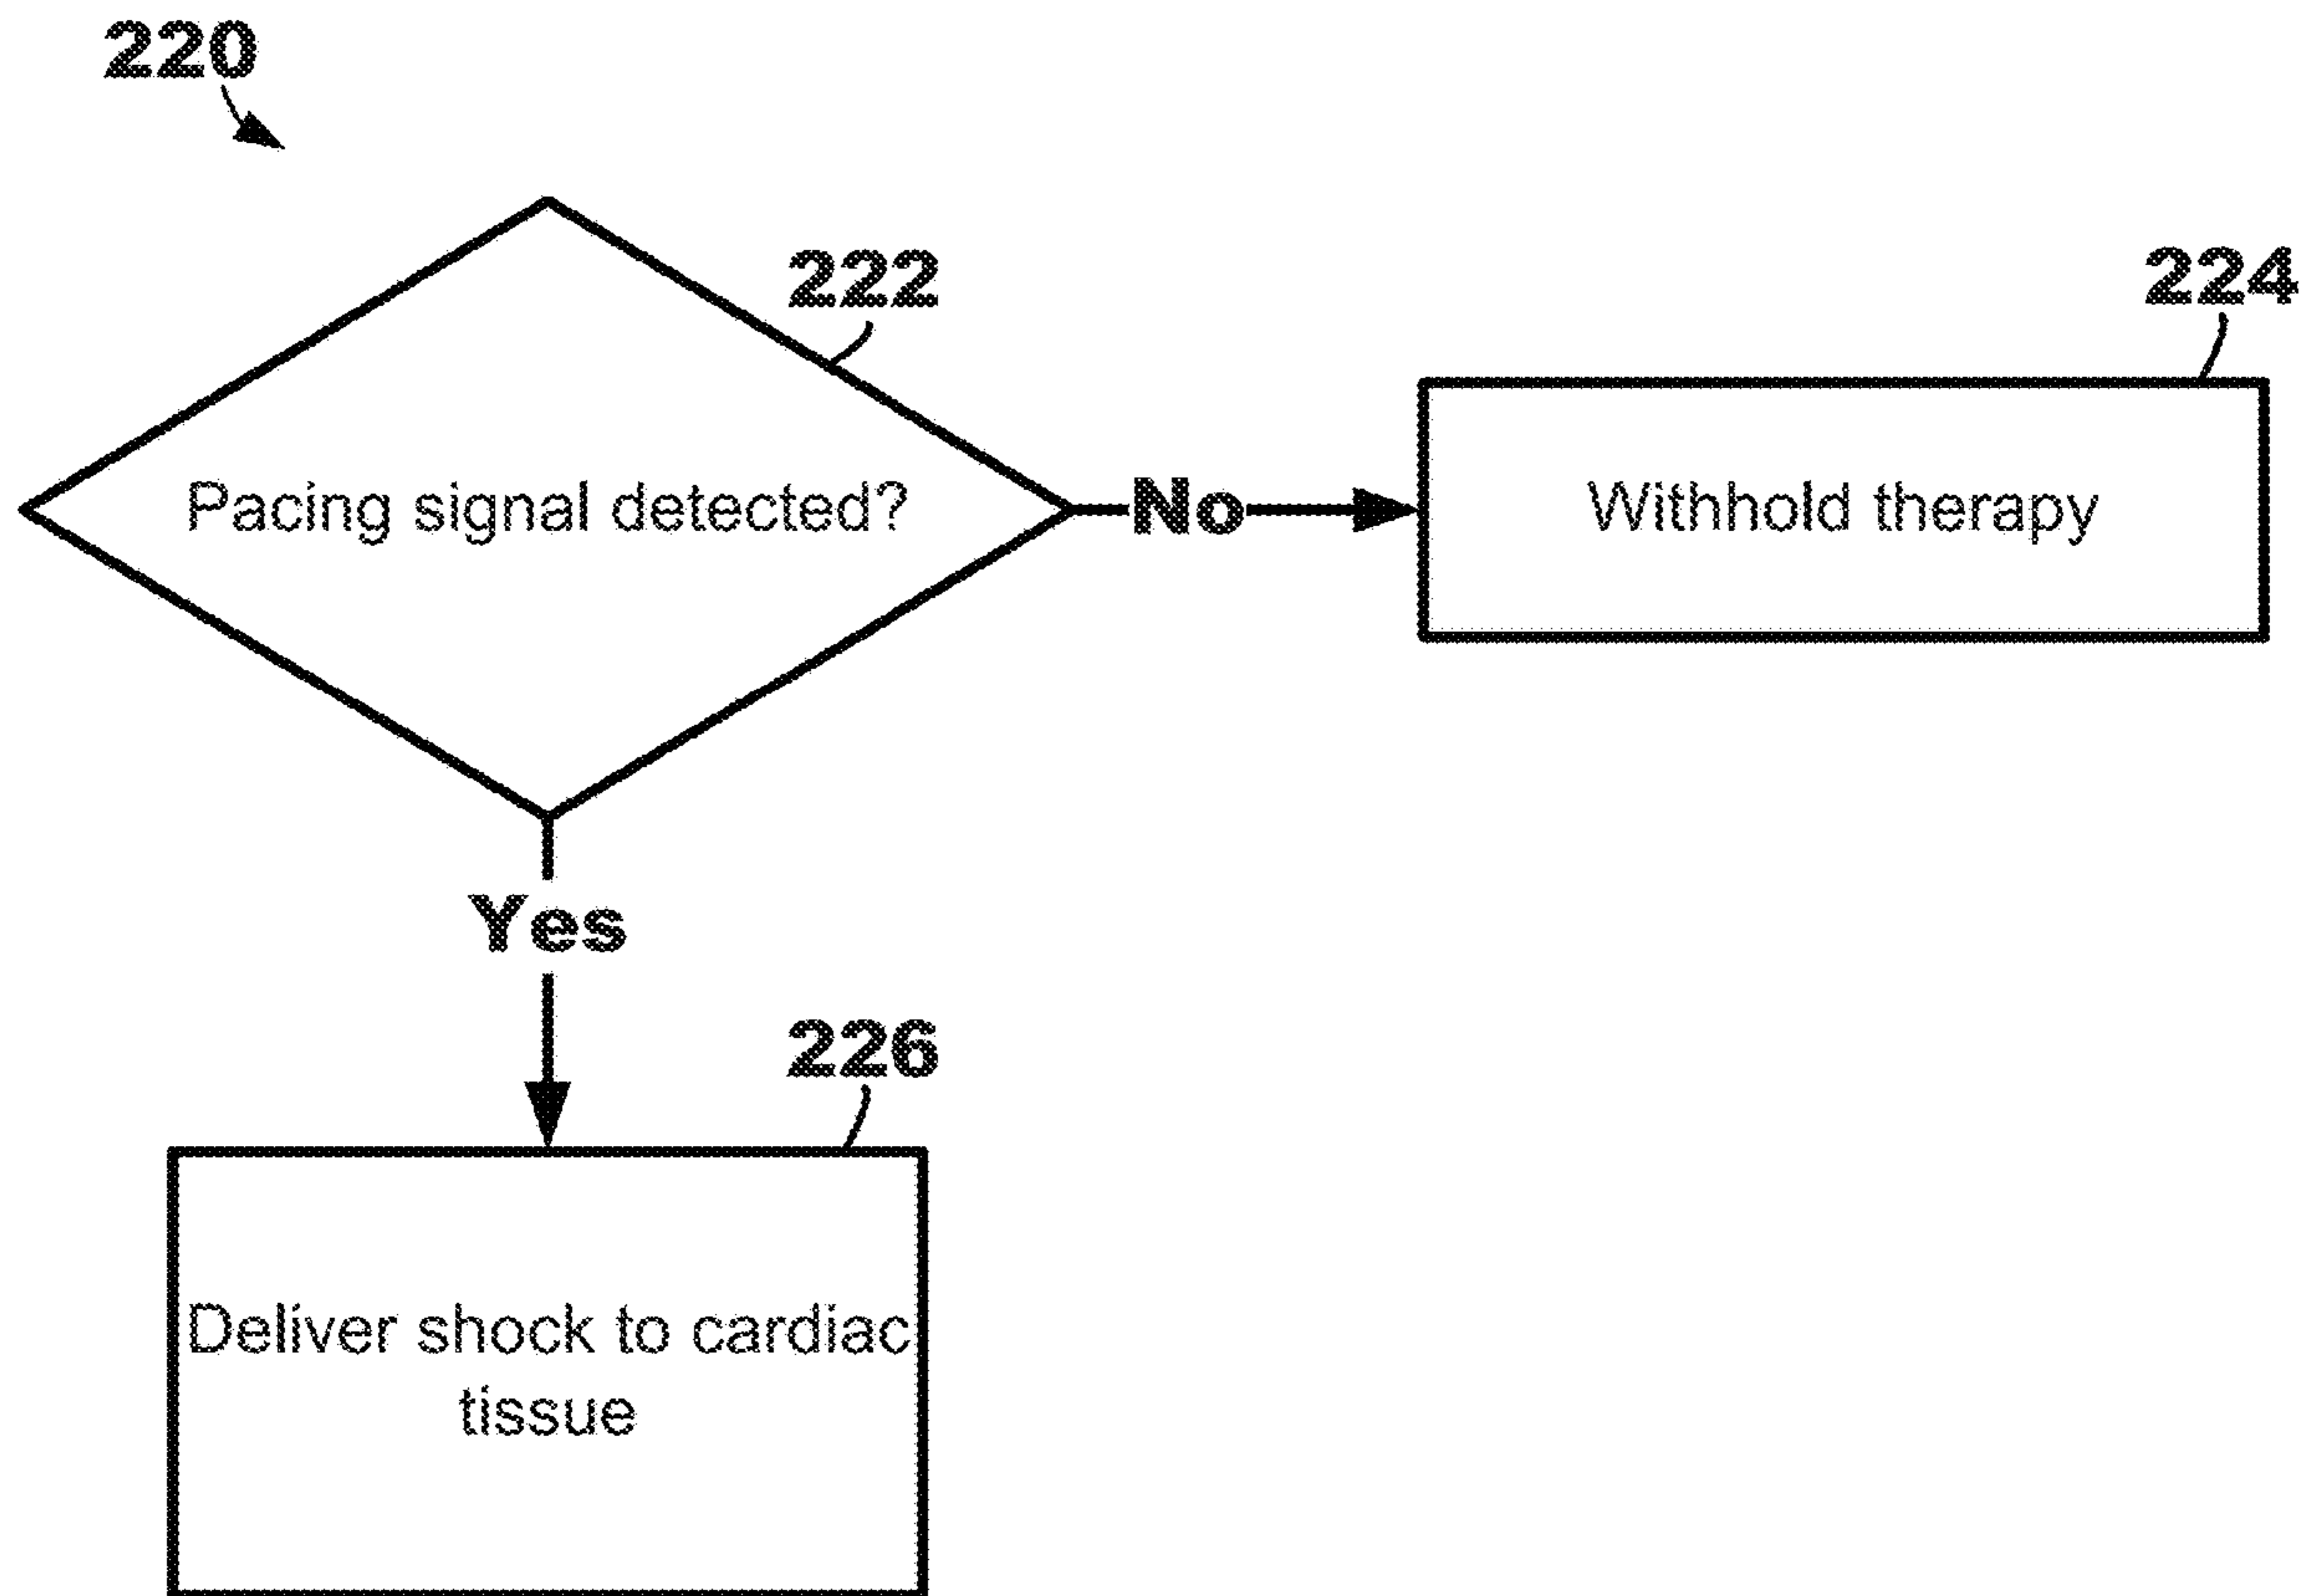 220
222
224
Pacing signal detected?
No
Withhold therapy
Yes
226
Deliver shock to cardiac
tissue